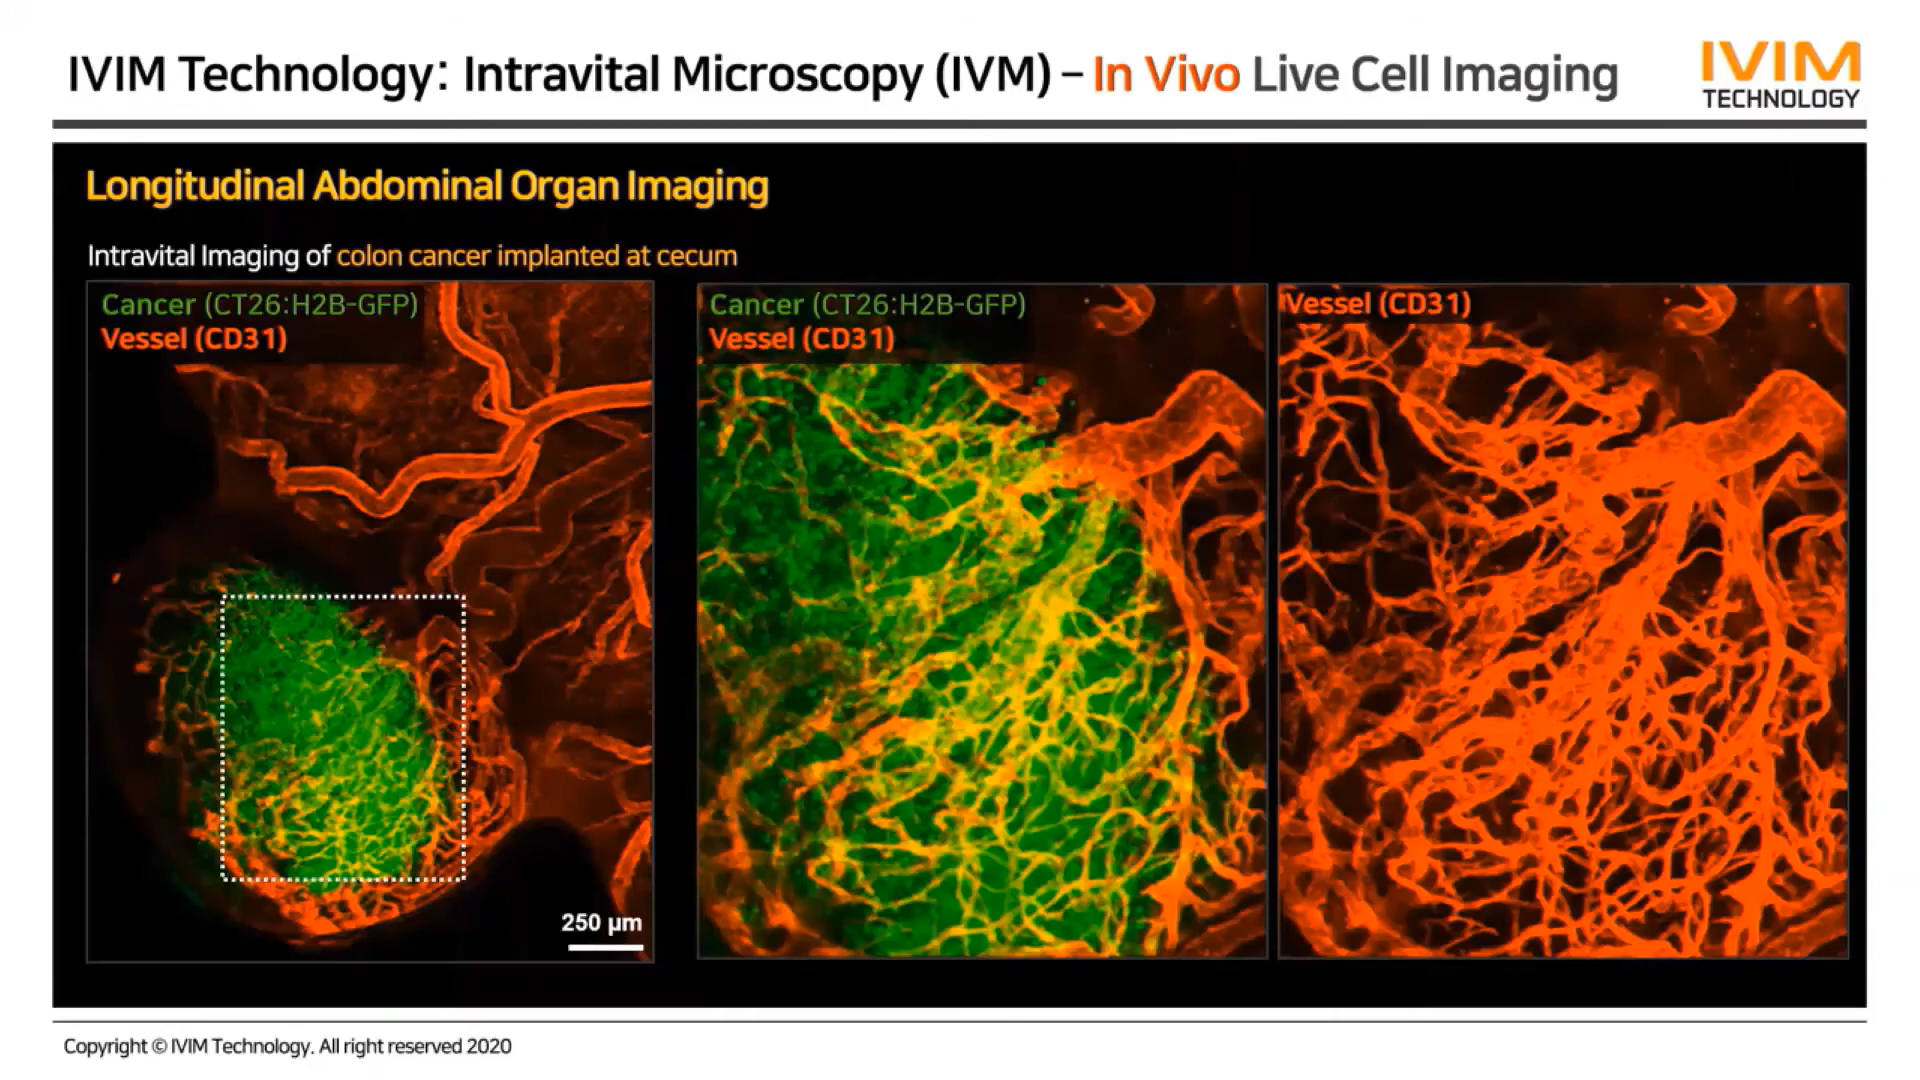 IVIM Technology: Intravital Microscopy (IVM) – In Vivo Live Cell Imaging
IVIM
TECHNOLOGY
Longitudinal Abdominal Organ Imaging
Intravital Imaging of colon cancer implanted at cecum
Cancer (CT26:H2B-GFP)
Vessel (CD31)
250 µm
Cancer (CT26:H2B-GFP)
Vessel (CD31)
Vessel (CD31)
Copyright © IVIM Technology. All right reserved 2020